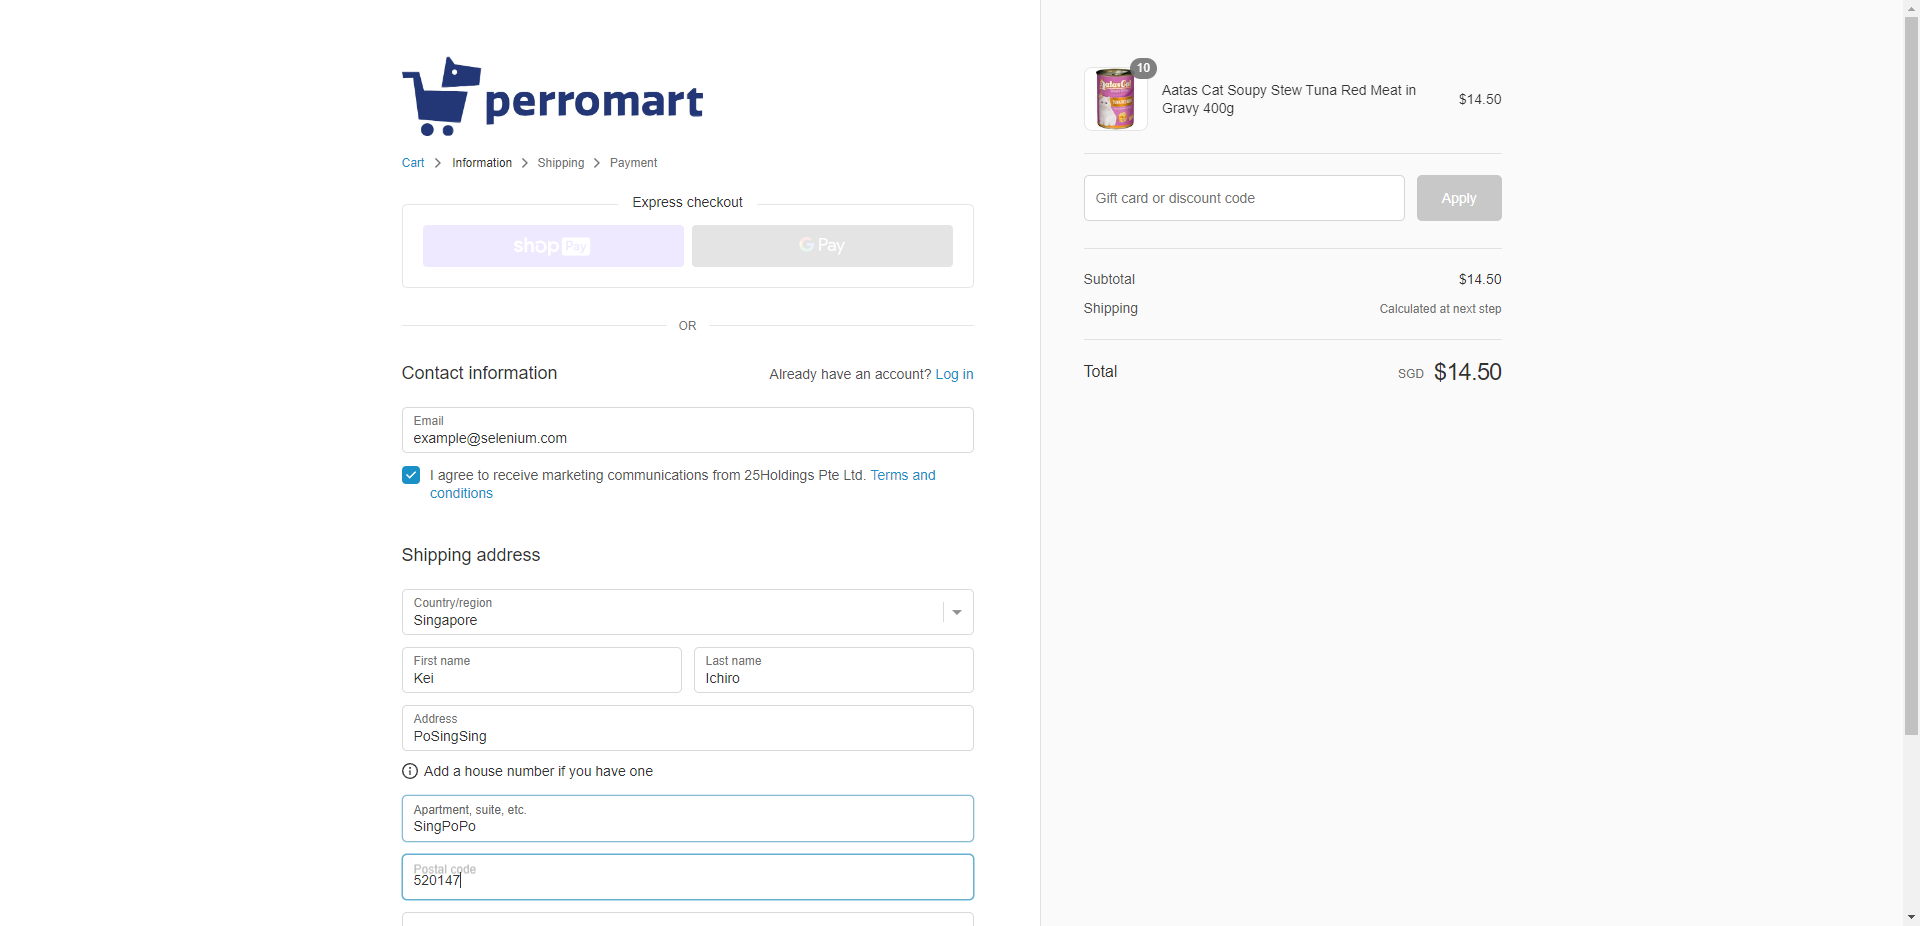 perromart
Cart > Information > Shipping > Payment
Express checkout
shop Pay
G Pay
OR
Contact information
Already have an account? Log in
Email
example@selenium.com
I agree to receive marketing communications from 25Holdings Pte Ltd. Terms and
conditions
Shipping address
Country/region
Singapore
First name
Kei
Last name
Ichiro
Address
PoSingSing
Add a house number if you have one
Apartment, suite, etc.
SingPoPo
Postal code
520147
10
Aatas Cat
Aatas Cat Soupy Stew Tuna Red Meat in
Gravy 400g
$14.50
Gift card or discount code
Apply
Subtotal
$14.50
Shipping
Calculated at next step
Total
SGD $14.50